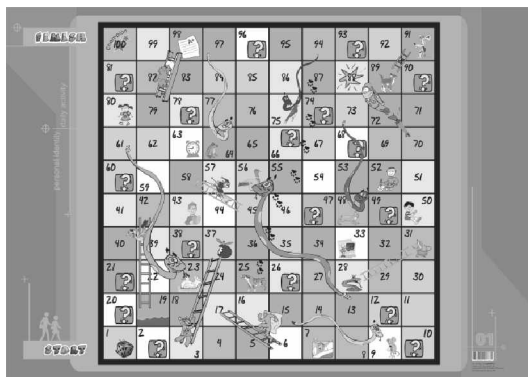 FINISH
100 99 98 97 96 ? 95 94 93 ? 92 91
81 ? 82 83 84 85 86 87 ? 88 89 90 ?
80 79 78 ? 77 76 75 74 ? 73 72 71
61 62 63 64 65 66 ? 67 68 ? 69 70
60 ? 59 58 57 56 55 54 53 52 51
41 42 43 44 45 46 47 ? 48 49 ? 50
40 39 38 ? 37 36 35 34 33 32 31
21 ? 22 23 24 25 26 ? 27 28 29 30
20 ? 19 18 17 16 15 14 13 12 ? 11
START
1 2 ? 3 4 5 6 7 8 9 10 ?
personal identity
01